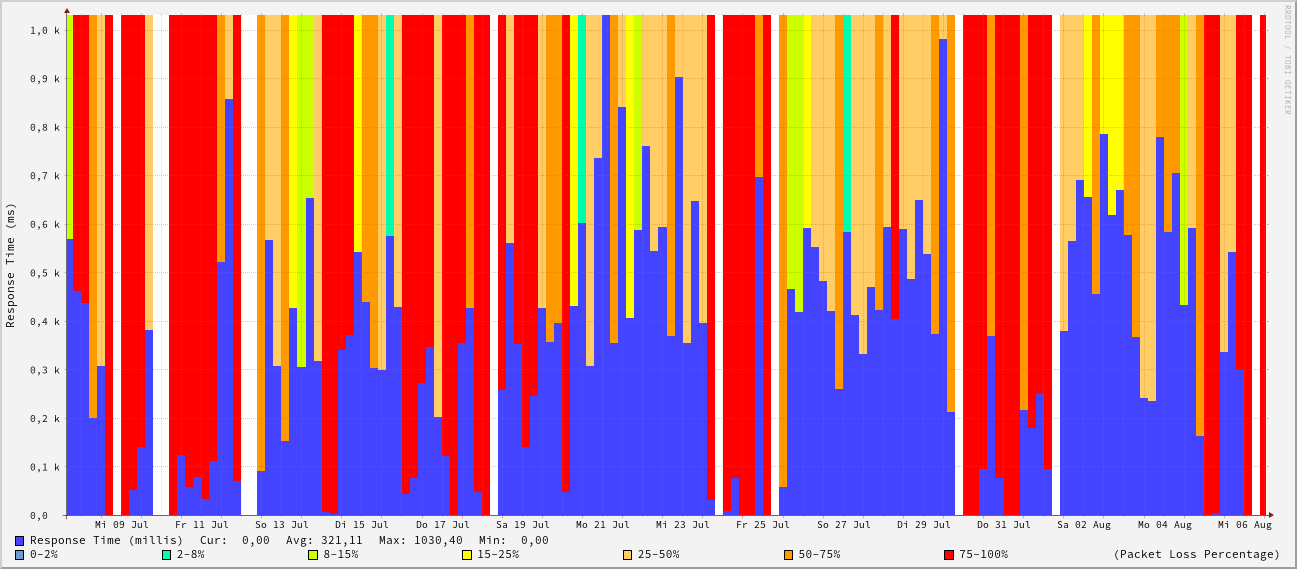 RRDTOOL / TOBI OETIKER
Response Time (ms)
1,0 k
0,9 k
0,8 k
0,7 k
0,6 k
0,5 k
0,4 k
0,3 k
0,2 k
0,1 k
0,0
Mi 09 Jul Fr 11 Jul So 13 Jul Di 15 Jul Do 17 Jul Sa 19 Jul Mo 21 Jul Mi 23 Jul Fr 25 Jul So 27 Jul Di 29 Jul Do 31 Jul Sa 02 Aug Mo 04 Aug Mi 06 Aug
Response Time (millis) Cur: 0,00 Avg: 321,11 Max: 1030,40 Min: 0,00
0-2% 2-8% 8-15% 15-25% 25-50% 50-75% 75-100% (Packet Loss Percentage)